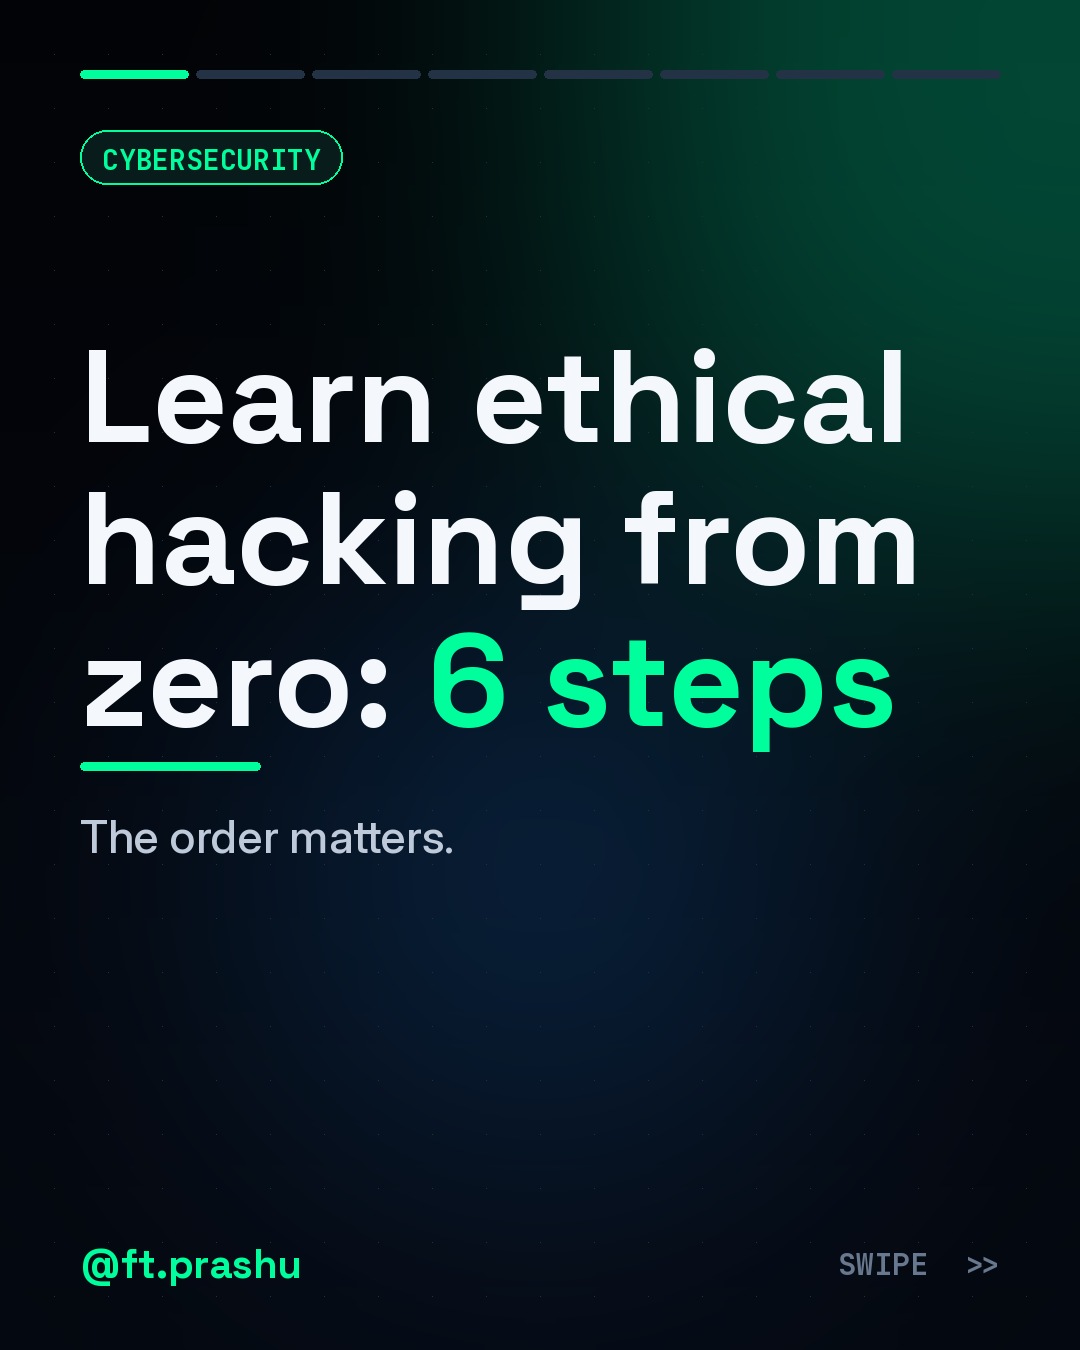 CYBERSECURITY
Learn ethical
hacking from
zero: 6 steps
The order matters.
@ft.prashu
SWIPE >>